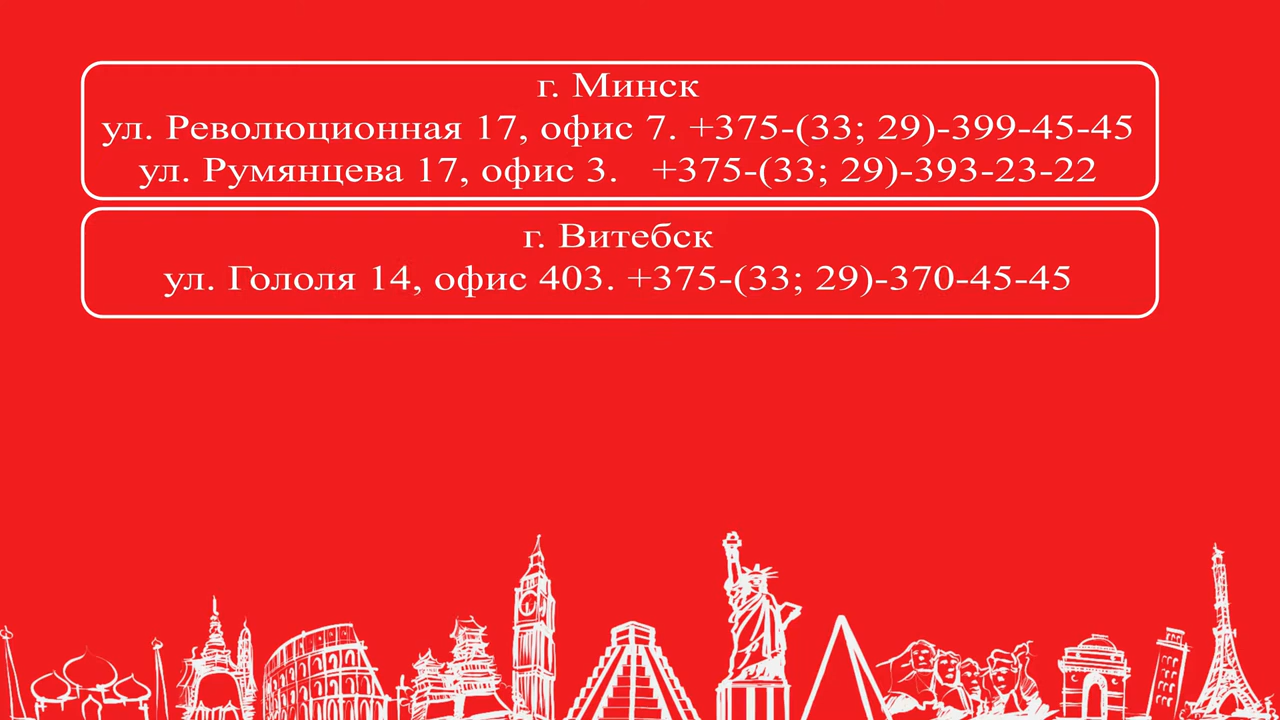 г. Минск
ул. Революционная 17, офис 7. +375-(33; 29)-399-45-45
ул. Румянцева 17, офис 3. +375-(33; 29)-393-23-22
г. Витебск
ул. Гололя 14, офис 403. +375-(33; 29)-370-45-45